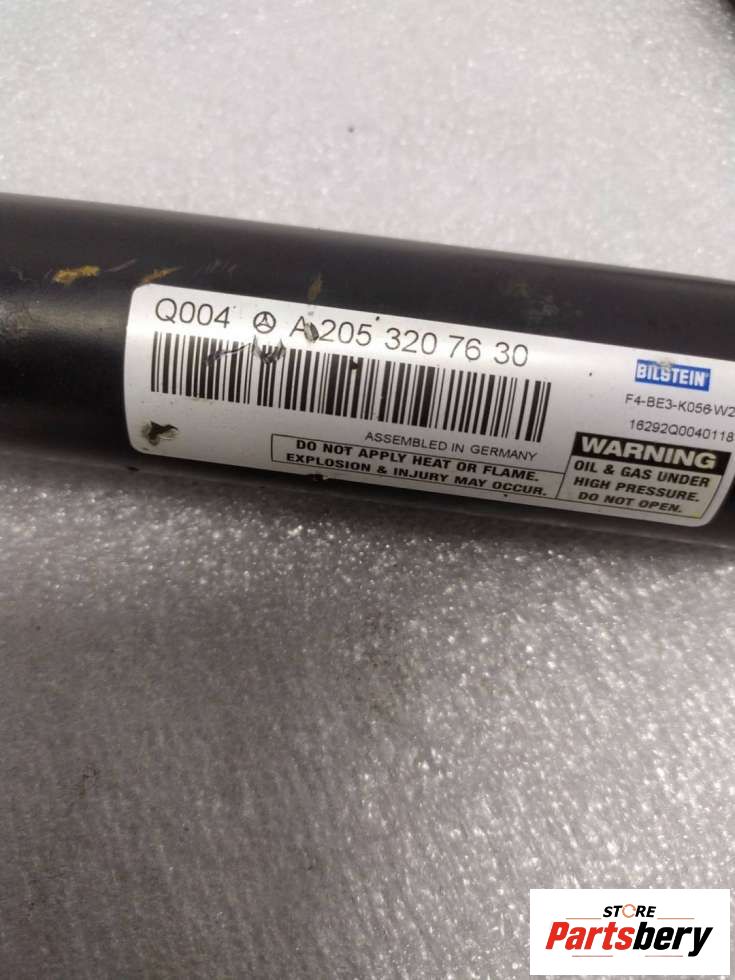 Q004 A 205 320 76 30
BILSTEIN
F4-BE3-K056-W2
16292Q0040118
ASSEMBLED IN GERMANY
DO NOT APPLY HEAT OR FLAME.
EXPLOSION & INJURY MAY OCCUR.
WARNING
OIL & GAS UNDER
HIGH PRESSURE.
DO NOT OPEN.
STORE
Partsbery